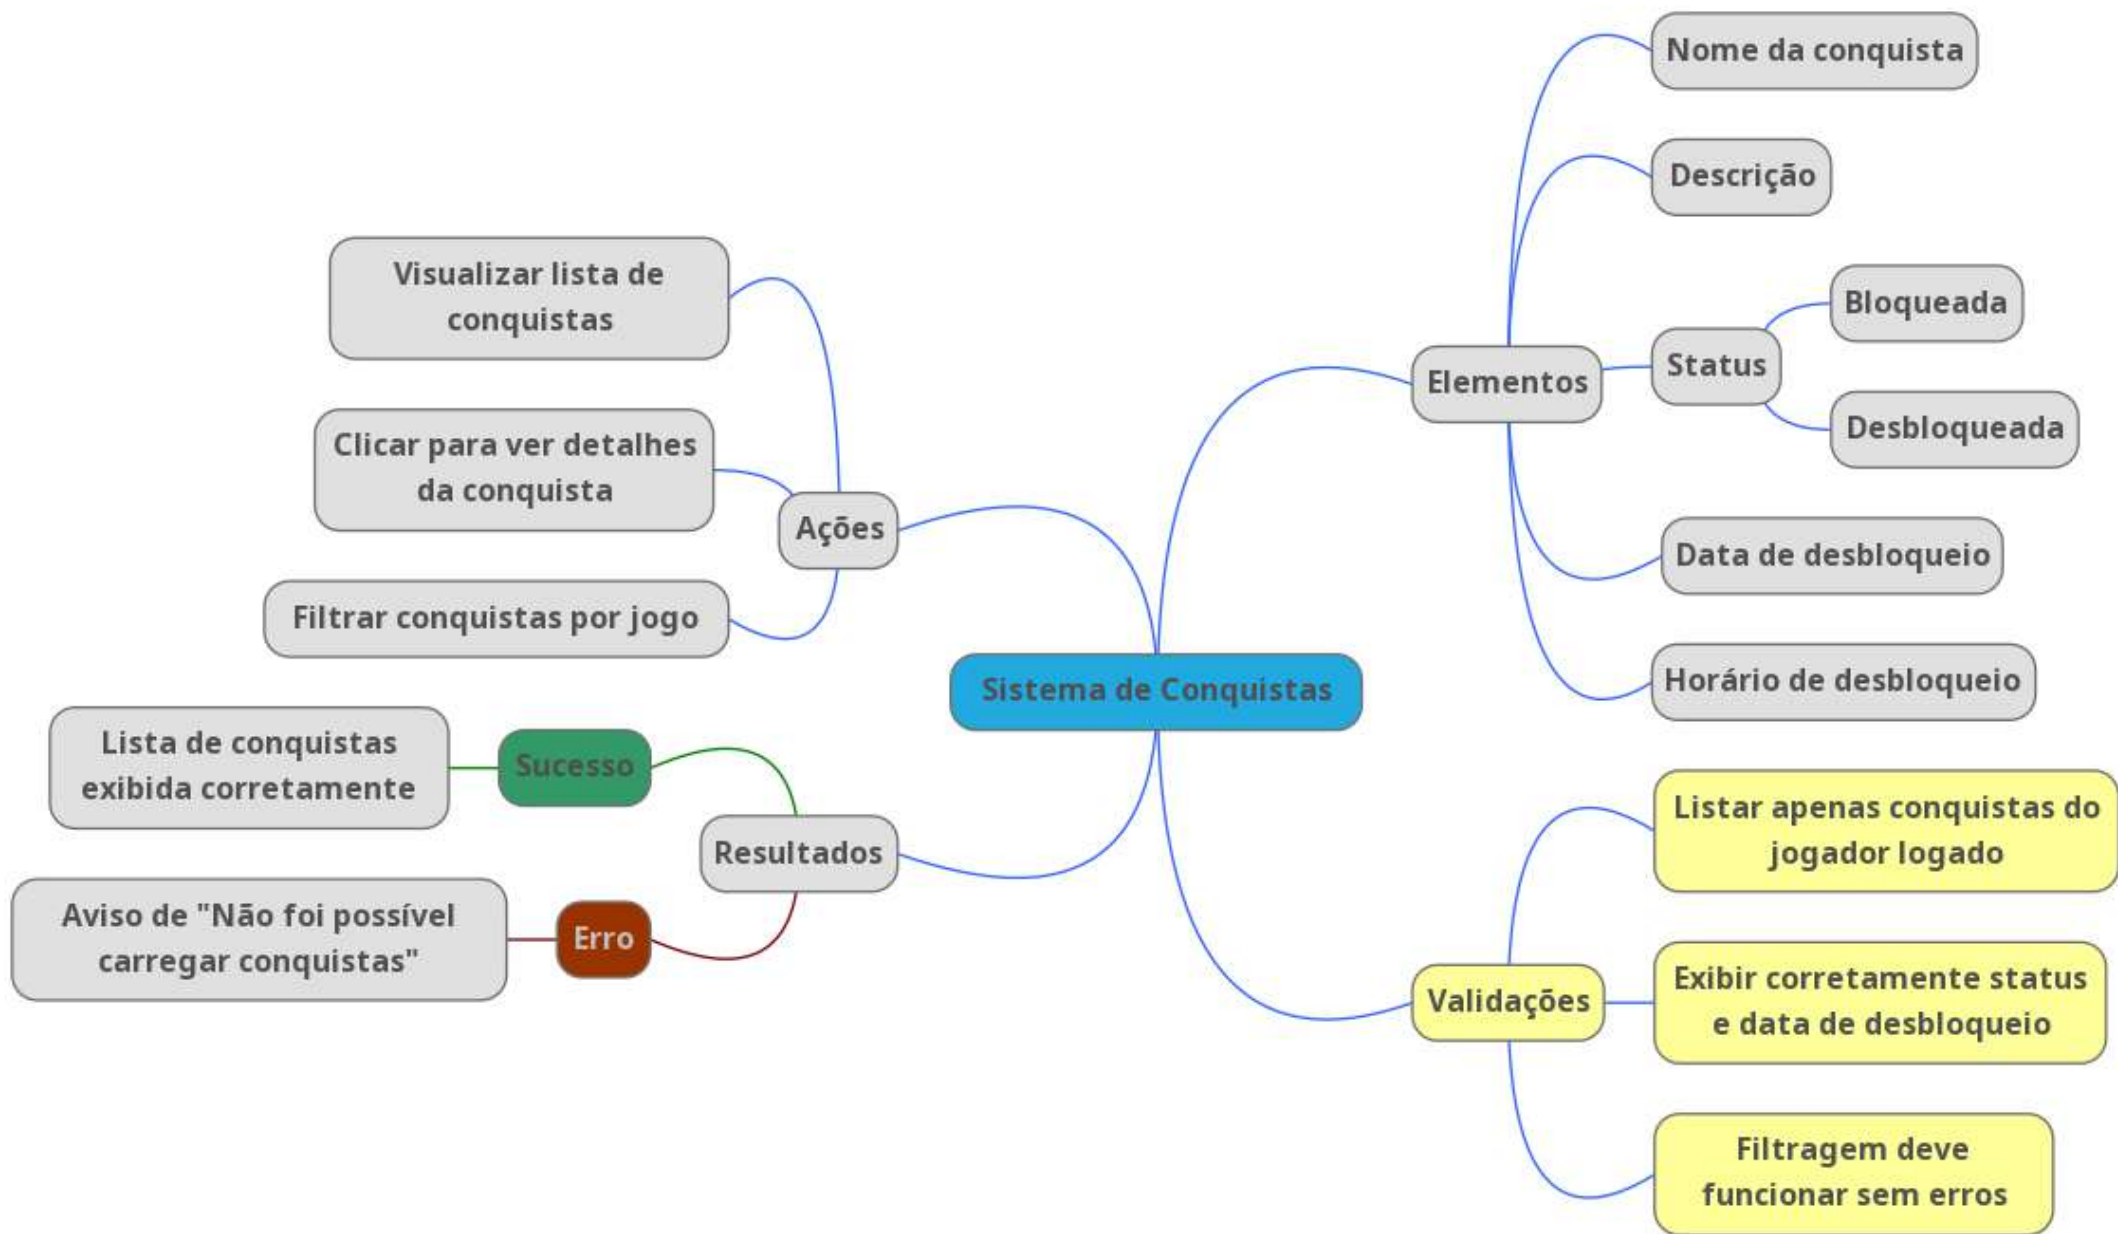 Sistema de Conquistas
Elementos
Nome da conquista
Descrição
Status
Bloqueada
Desbloqueada
Data de desbloqueio
Horário de desbloqueio
Validações
Listar apenas conquistas do
jogador logado
Exibir corretamente status
e data de desbloqueio
Filtragem deve
funcionar sem erros
Ações
Visualizar lista de
conquistas
Clicar para ver detalhes
da conquista
Filtrar conquistas por jogo
Resultados
Sucesso
Lista de conquistas
exibida corretamente
Erro
Aviso de "Não foi possível
carregar conquistas"